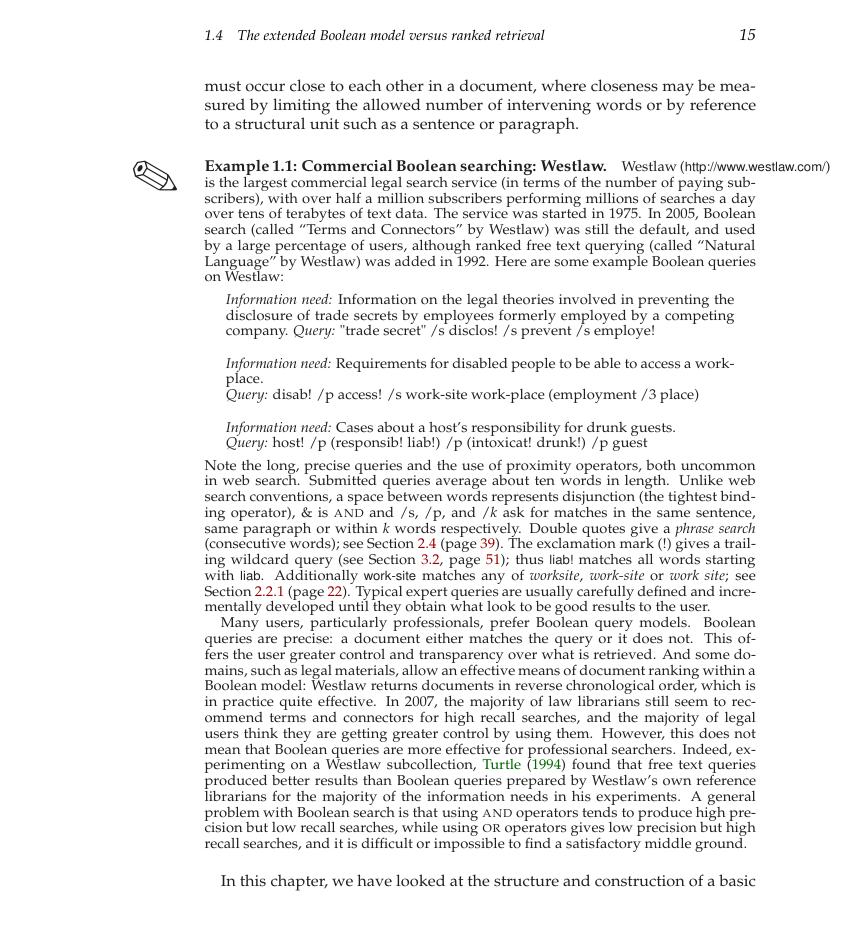 1.4 The extended Boolean model versus ranked retrieval 15
must occur close to each other in a document, where closeness may be mea-
sured by limiting the allowed number of intervening words or by reference
to a structural unit such as a sentence or paragraph.
Example 1.1: Commercial Boolean searching: Westlaw. Westlaw (http://www.westlaw.com/)
is the largest commercial legal search service (in terms of the number of paying sub-
scribers), with over half a million subscribers performing millions of searches a day
over tens of terabytes of text data. The service was started in 1975. In 2005, Boolean
search (called “Terms and Connectors” by Westlaw) was still the default, and used
by a large percentage of users, although ranked free text querying (called “Natural
Language” by Westlaw) was added in 1992. Here are some example Boolean queries
on Westlaw:
Information need: Information on the legal theories involved in preventing the
disclosure of trade secrets by employees formerly employed by a competing
company. Query: "trade secret" /s disclos! /s prevent /s employe!
Information need: Requirements for disabled people to be able to access a work-
place.
Query: disab! /p access! /s work-site work-place (employment /3 place)
Information need: Cases about a host’s responsibility for drunk guests.
Query: host! /p (responsib! liab!) /p (intoxicat! drunk!) /p guest
Note the long, precise queries and the use of proximity operators, both uncommon
in web search. Submitted queries average about ten words in length. Unlike web
search conventions, a space between words represents disjunction (the tightest bind-
ing operator), & is AND and /s, /p, and /k ask for matches in the same sentence,
same paragraph or within k words respectively. Double quotes give a phrase search
(consecutive words); see Section 2.4 (page 39). The exclamation mark (!) gives a trail-
ing wildcard query (see Section 3.2, page 51); thus liab! matches all words starting
with liab. Additionally work-site matches any of worksite, work-site or work site; see
Section 2.2.1 (page 22). Typical expert queries are usually carefully defined and incre-
mentally developed until they obtain what look to be good results to the user.
Many users, particularly professionals, prefer Boolean query models. Boolean
queries are precise: a document either matches the query or it does not. This of-
fers the user greater control and transparency over what is retrieved. And some do-
mains, such as legal materials, allow an effective means of document ranking within a
Boolean model: Westlaw returns documents in reverse chronological order, which is
in practice quite effective. In 2007, the majority of law librarians still seem to rec-
ommend terms and connectors for high recall searches, and the majority of legal
users think they are getting greater control by using them. However, this does not
mean that Boolean queries are more effective for professional searchers. Indeed, ex-
perimenting on a Westlaw subcollection, Turtle (1994) found that free text queries
produced better results than Boolean queries prepared by Westlaw’s own reference
librarians for the majority of the information needs in his experiments. A general
problem with Boolean search is that using AND operators tends to produce high pre-
cision but low recall searches, while using OR operators gives low precision but high
recall searches, and it is difficult or impossible to find a satisfactory middle ground.
In this chapter, we have looked at the structure and construction of a basic